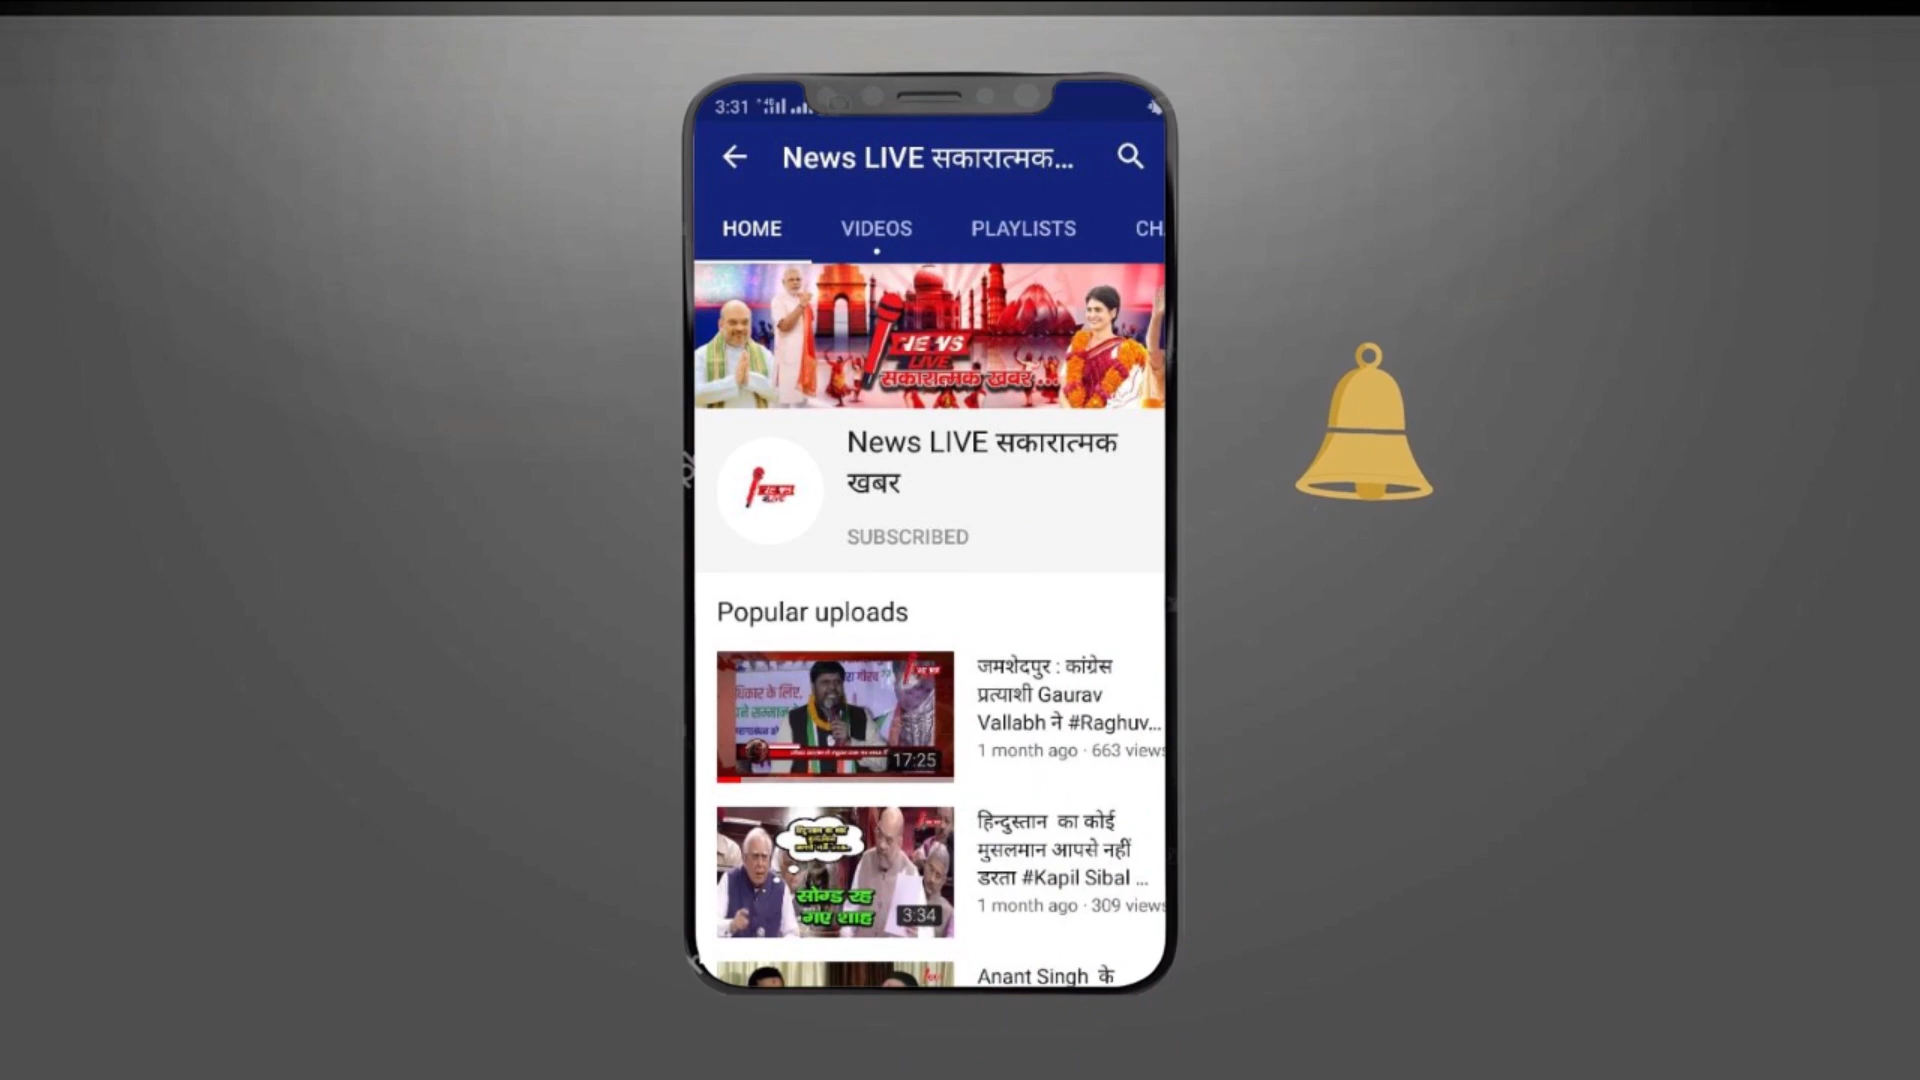 3:31
News LIVE सकारात्मक...
HOME VIDEOS PLAYLISTS CH
NEWS
LIVE
सकारात्मक खबर...
News LIVE सकारात्मक
खबर
SUBSCRIBED
Popular uploads
जमशेदपुर : कांग्रेस
प्रत्याशी Gaurav
Vallabh ने #Raghuv...
1 month ago · 663 views
17:25
हिन्दुस्तान का कोई
मुसलमान आपसे नहीं
डरता #Kapil Sibal ...
1 month ago · 309 views
गए शाह
3:34
Anant Singh के